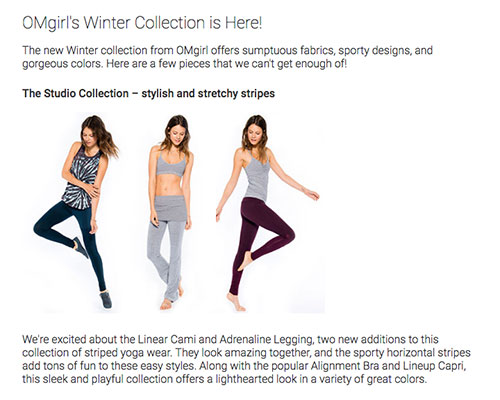 OMgirl's Winter Collection is Here!
The new Winter collection from OMgirl offers sumptuous fabrics, sporty designs, and
gorgeous colors. Here are a few pieces that we can't get enough of!
The Studio Collection – stylish and stretchy stripes
We're excited about the Linear Cami and Adrenaline Legging, two new additions to this
collection of striped yoga wear. They look amazing together, and the sporty horizontal stripes
add tons of fun to these easy styles. Along with the popular Alignment Bra and Lineup Capri,
this sleek and playful collection offers a lighthearted look in a variety of great colors.